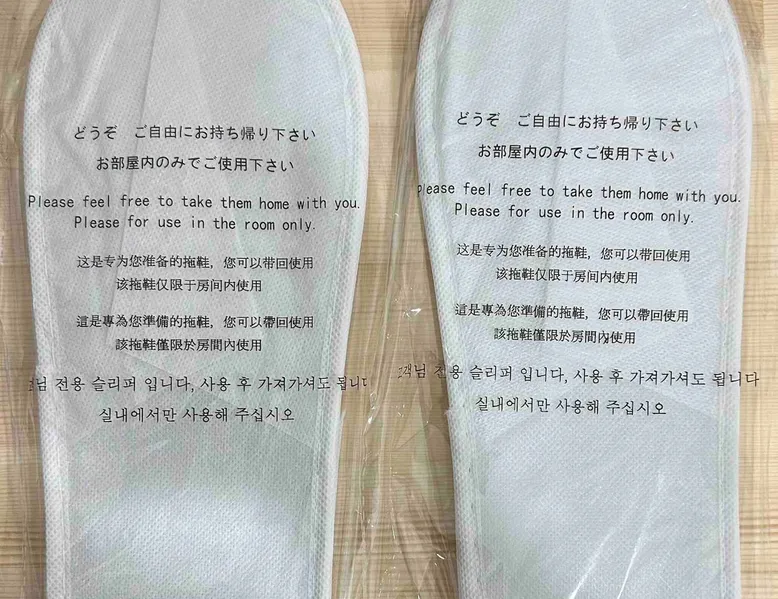 どうぞ ご自由にお持ち帰り下さい
お部屋内のみでご使用下さい
Please feel free to take them home with you.
Please for use in the room only.
这是专为您准备的拖鞋，您可以带回使用
该拖鞋仅限于房间内使用
這是專為您準備的拖鞋，您可以帶回使用
該拖鞋僅限於房間內使用
전용 슬리퍼 입니다, 사용 후 가져가셔도
실내에서만 사용해 주십시오
どうぞ ご自由にお持ち帰り下さい
お部屋内のみでご使用下さい
Please feel free to take them home with you.
Please for use in the room only.
这是专为您准备的拖鞋，您可以带回使用
该拖鞋仅限于房间内使用
這是專為您準備的拖鞋，您可以帶回使用
該拖鞋僅限於房間內使用
객님 전용 슬리퍼 입니다, 사용 후 가져가셔도 됩니다
실내에서만 사용해 주십시오